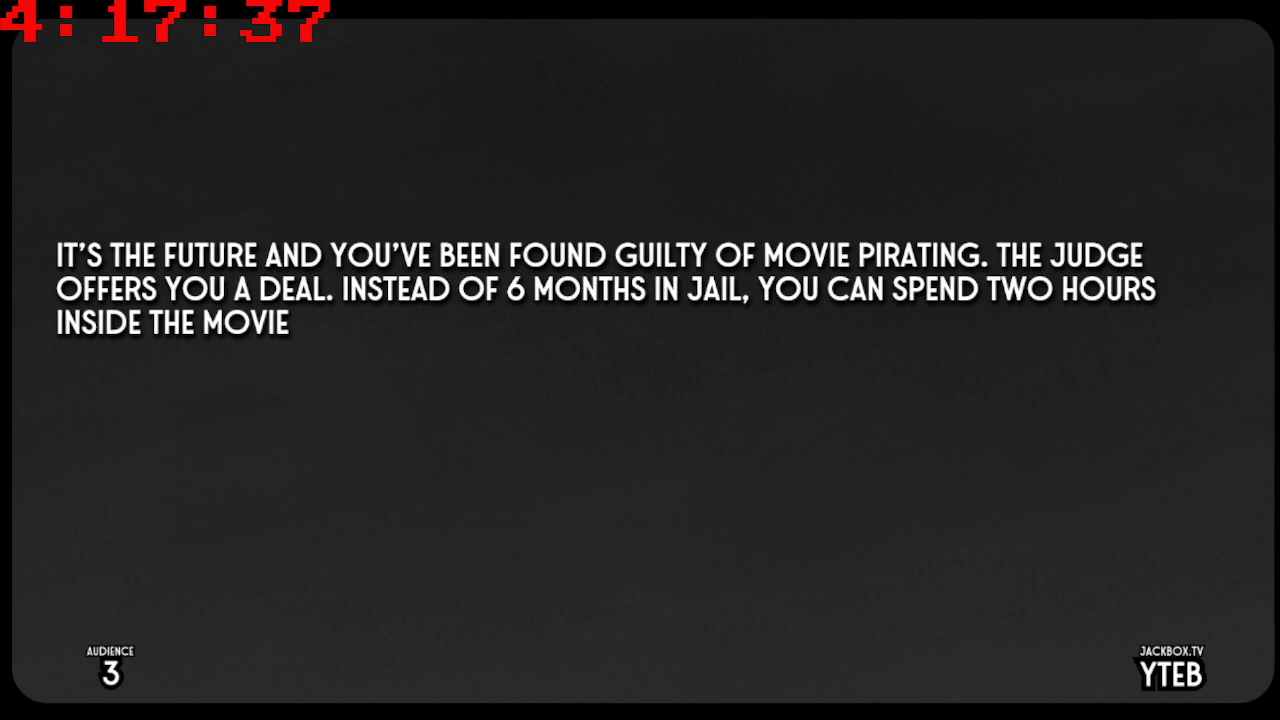 4:17:37
IT'S THE FUTURE AND YOU'VE BEEN FOUND GUILTY OF MOVIE PIRATING. THE JUDGE
OFFERS YOU A DEAL. INSTEAD OF 6 MONTHS IN JAIL, YOU CAN SPEND TWO HOURS
INSIDE THE MOVIE
AUDIENCE
3
JACKBOX.TV
YTEB